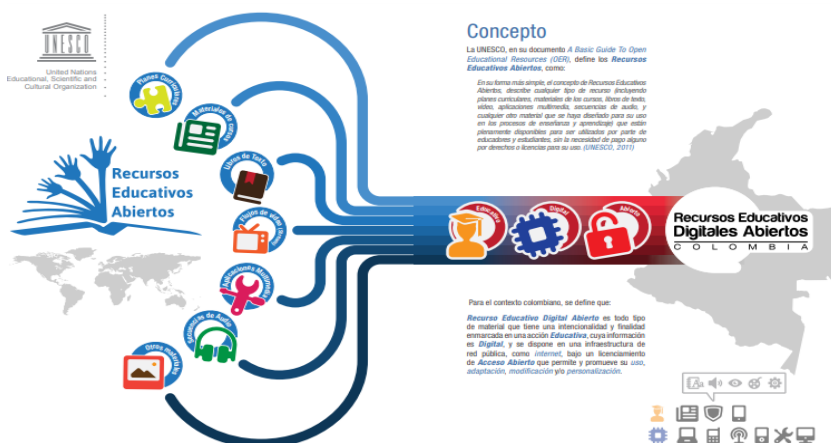 UNESCO
United Nations
Educational, Scientific and
Cultural Organization
Recursos
Educativos
Abiertos
Planes Curriculares
Materiales de cursos
Libros de Texto
Flujos de video (Stream)
Aplicaciones Multimedia
Secuencias de Audio
Otros materiales
Concepto
La UNESCO, en su documento A Basic Guide To Open
Educational Resources (OER), define los Recursos
Educativos Abiertos, como:
En su forma más simple, el concepto de Recursos Educativos
Abiertos, describe cualquier tipo de recurso (incluyendo
planes curriculares, materiales de los cursos, libros de texto,
video, aplicaciones multimedia, secuencias de audio, y
cualquier otro material que se haya diseñado para su uso
en los procesos de enseñanza y aprendizaje) que están
plenamente disponibles para ser utilizados por parte de
educadores y estudiantes, sin la necesidad de pago alguno
por derechos o licencias para su uso. (UNESCO, 2011)
Educativa
Digital
Abierto
Recursos Educativos
Digitales Abiertos
COLOMBIA
Para el contexto colombiano, se define que:
Recurso Educativo Digital Abierto es todo tipo
de material que tiene una intencionalidad y finalidad
enmarcada en una acción Educativa, cuya información
es Digital, y se dispone en una infraestructura de
red pública, como internet, bajo un licenciamiento
de Acceso Abierto que permite y promueve su uso,
adaptación, modificación y/o personalización.